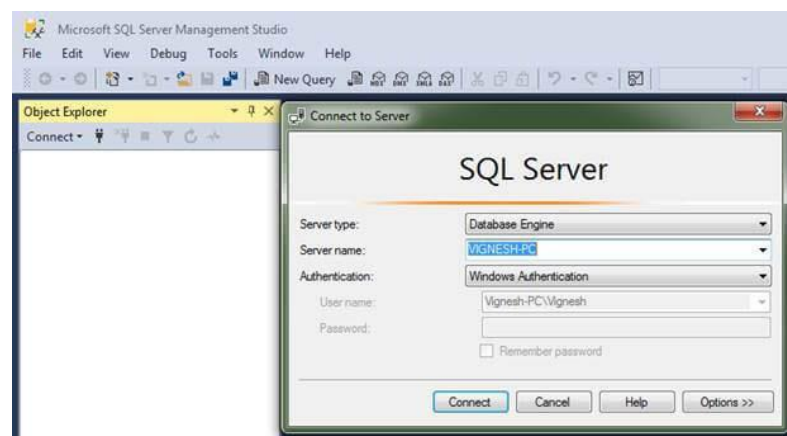 Microsoft SQL Server Management Studio
File Edit View Debug Tools Window Help
New Query
Object Explorer
Connect
Connect to Server
SQL Server
Server type: Database Engine
Server name: VIGNESH-PC
Authentication: Windows Authentication
User name: Vignesh-PC\Vignesh
Password:
Remember password
Connect Cancel Help Options >>